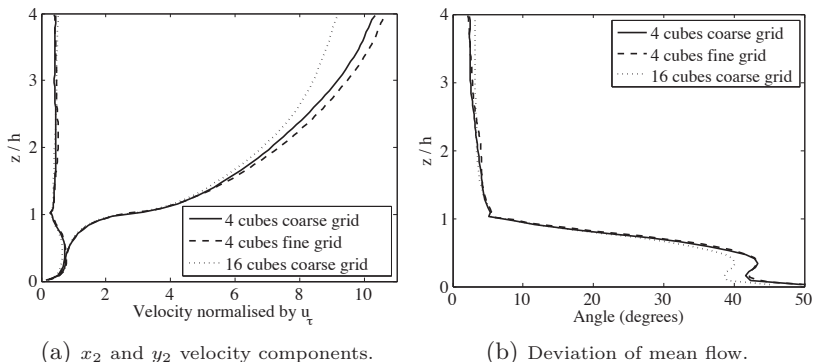 4
3
2
1
0
z / h
0 2 4 6 8 10
Velocity normalised by uτ
4 cubes coarse grid
4 cubes fine grid
16 cubes coarse grid
(a) x2 and y2 velocity components.
4
3
2
1
0
z / h
0 10 20 30 40 50
Angle (degrees)
4 cubes coarse grid
4 cubes fine grid
16 cubes coarse grid
(b) Deviation of mean flow.